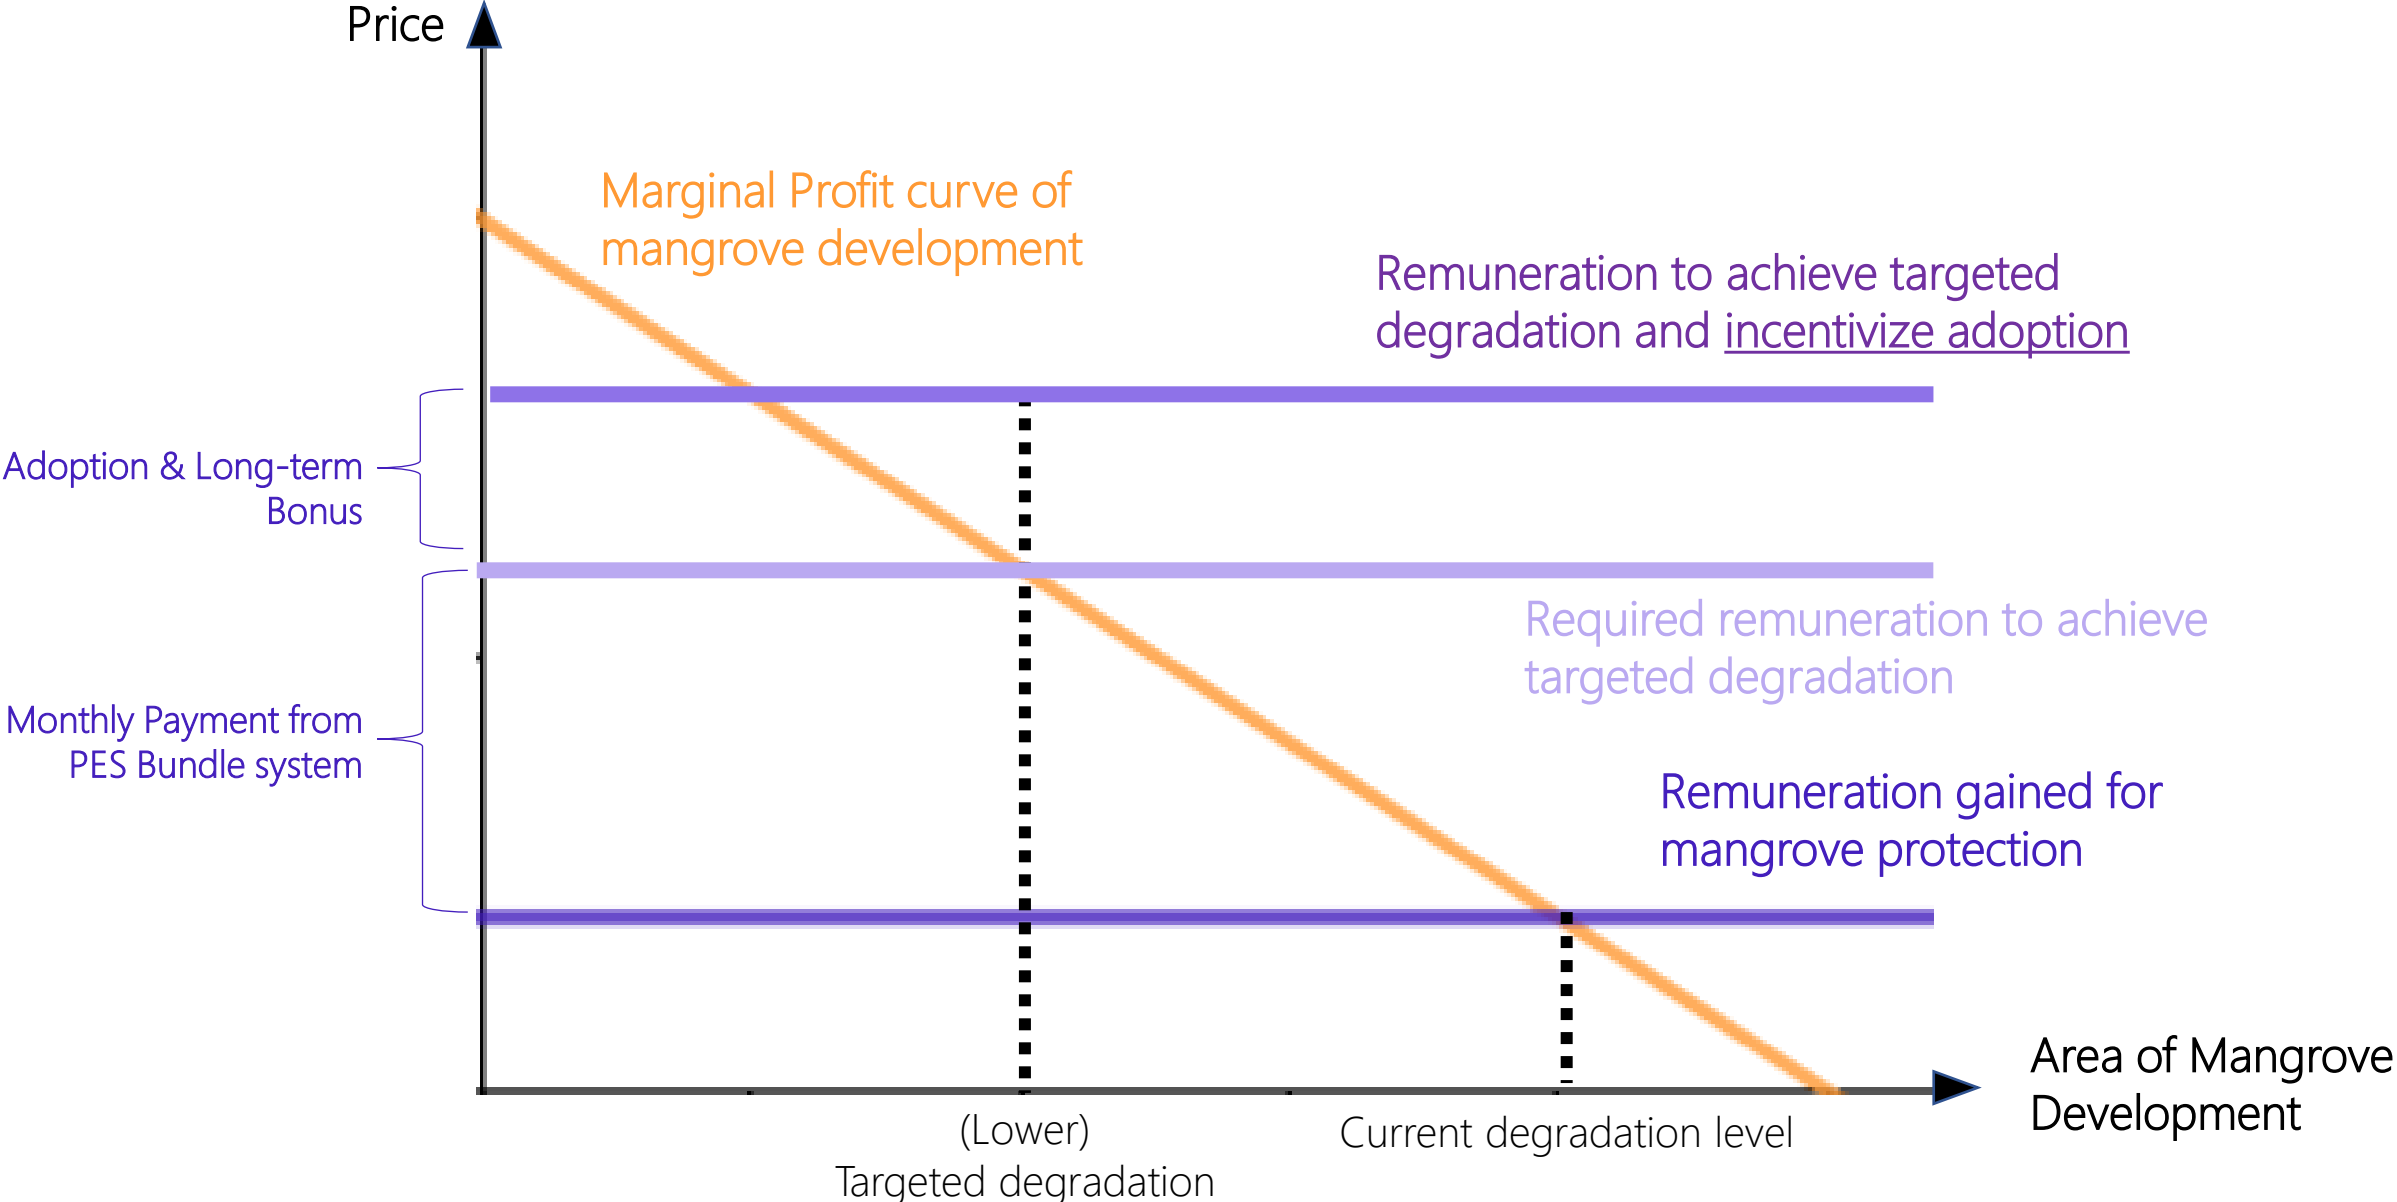 Price
Marginal Profit curve of
mangrove development
Remuneration to achieve targeted
degradation and incentivize adoption
Adoption & Long-term
Bonus
Required remuneration to achieve
targeted degradation
Monthly Payment from
PES Bundle system
Remuneration gained for
mangrove protection
Area of Mangrove
Development
(Lower)
Targeted degradation
Current degradation level